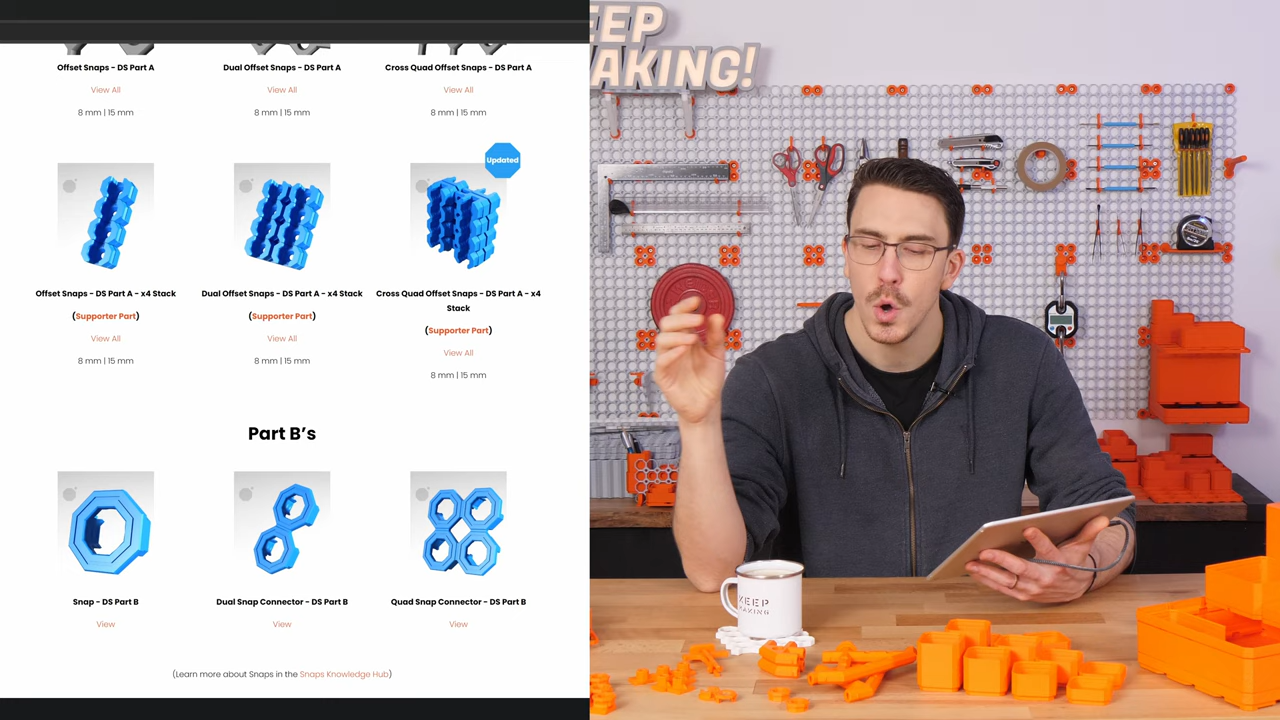 Offset Snaps - DS Part A
Dual Offset Snaps - DS Part A
Cross Quad Offset Snaps - DS Part A
View All
View All
View All
8 mm | 15 mm
8 mm | 15 mm
8 mm | 15 mm
Updated
Offset Snaps - DS Part A - x4 Stack
(Supporter Part)
View All
8 mm | 15 mm
Dual Offset Snaps - DS Part A - x4 Stack
(Supporter Part)
View All
8 mm | 15 mm
Cross Quad Offset Snaps - DS Part A - x4
Stack
(Supporter Part)
View All
8 mm | 15 mm
Part B's
Snap - DS Part B
Dual Snap Connector - DS Part B
Quad Snap Connector - DS Part B
View
View
View
(Learn more about Snaps in the Snaps Knowledge Hub)
EEP
AKING!
KEEP
MAKING